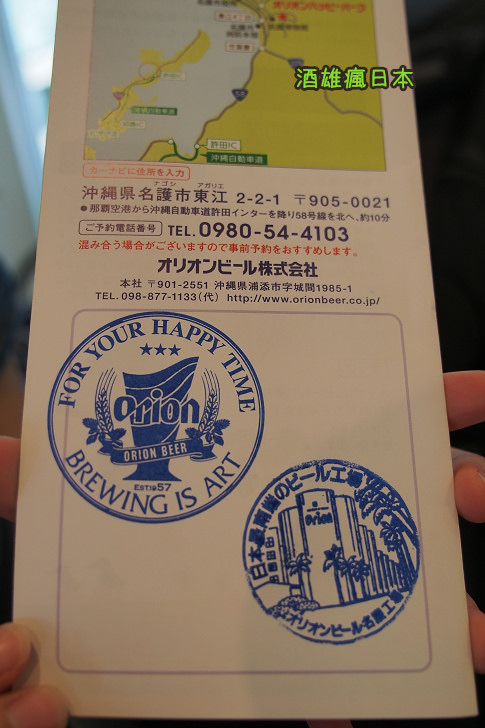 オリオンハッピーパーク
酒雄瘋日本
許田IC
許田IC
沖縄自動車道
カーナビに住所を入力
ナゴシ アガリエ
沖縄県名護市東江 2-2-1 〒905-0021
●那覇空港から沖縄自動車道許田インターを降り58号線を北へ、約10分
ご予約電話番号 TEL.0980-54-4103
混み合う場合がございますので事前予約をおすすめします。
オリオンビール株式会社
本社 〒901-2551 沖縄県浦添市字城間1985-1
TEL.098-877-1133(代) http://www.orionbeer.co.jp/
FOR YOUR HAPPY TIME
Orion
ORION BEER
EST.1957
BREWING IS ART
日本最南端のビール工場
Orion
オリオンビール名護工場